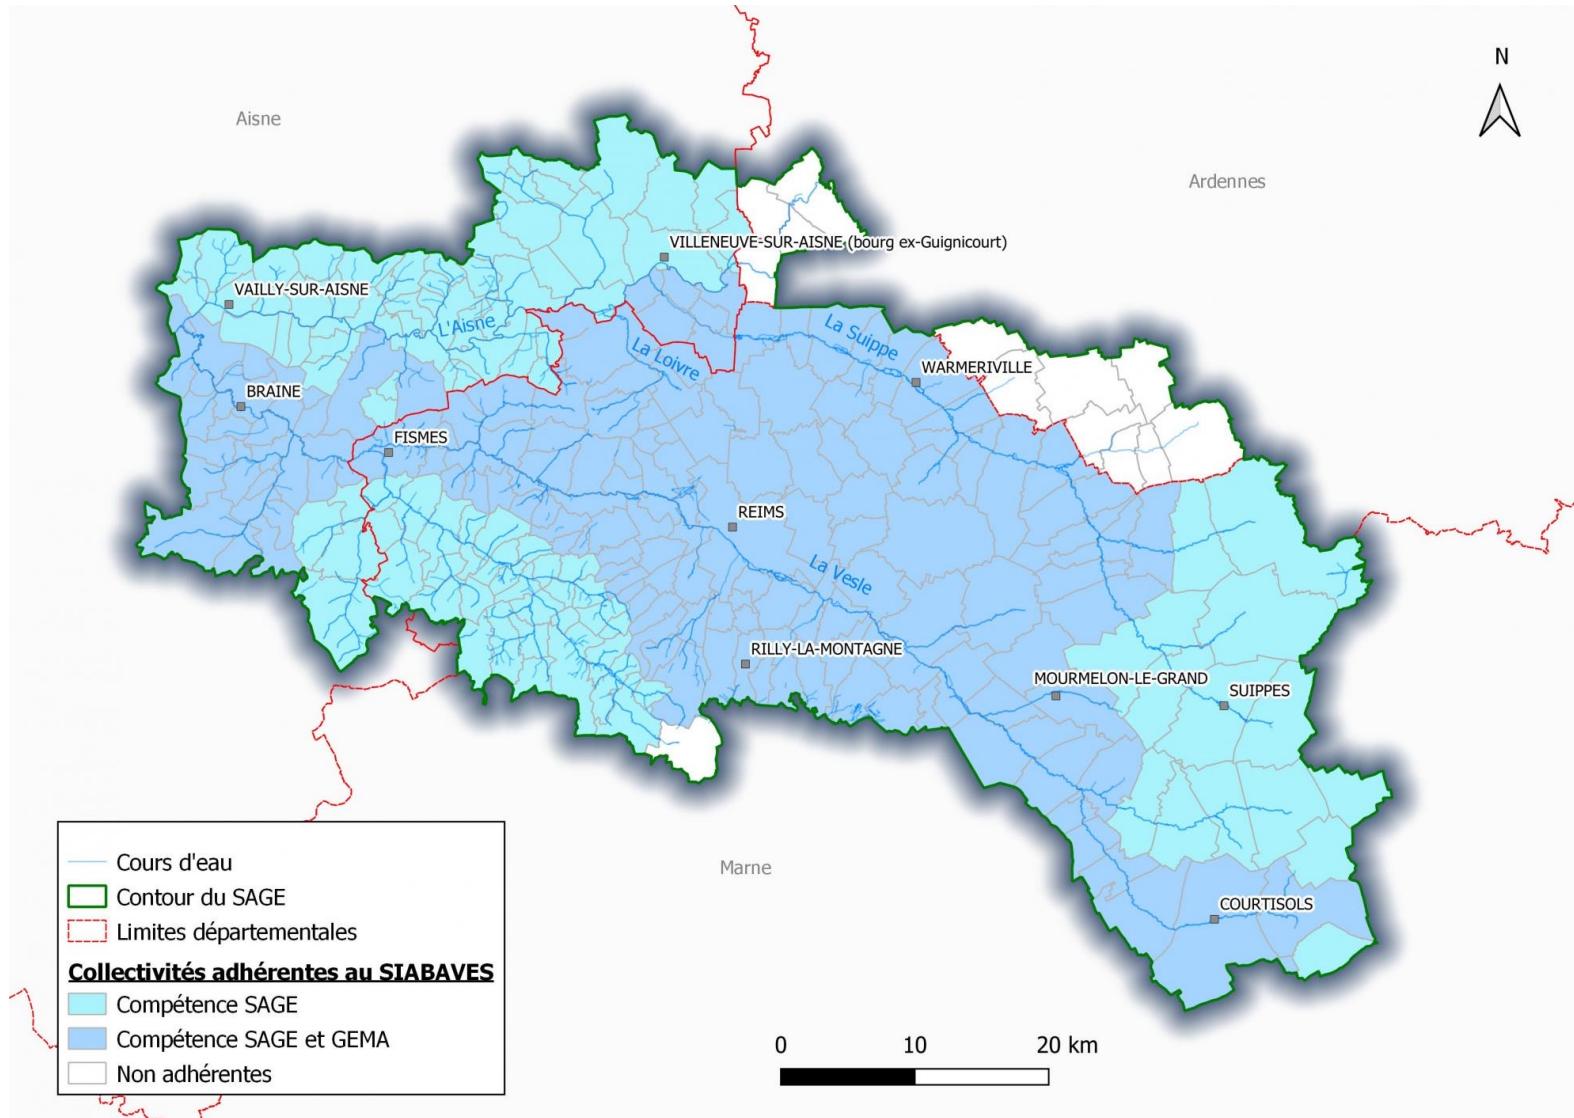 N
Aisne
Ardennes
VILLENEUVE-SUR-AISNE (bourg ex-Guignicourt)
VAILLY-SUR-AISNE
L'Aisne
La Suippe
La Loivre
WARMERIVILLE
BRAINE
FISMES
REIMS
La Vesle
RILLY-LA-MONTAGNE
MOURMELON-LE-GRAND
SUIPPES
Marne
COURTISOLS
Cours d'eau
Contour du SAGE
Limites départementales
Collectivités adhérentes au SIABAVES
Compétence SAGE
Compétence SAGE et GEMA
Non adhérentes
0 10 20 km